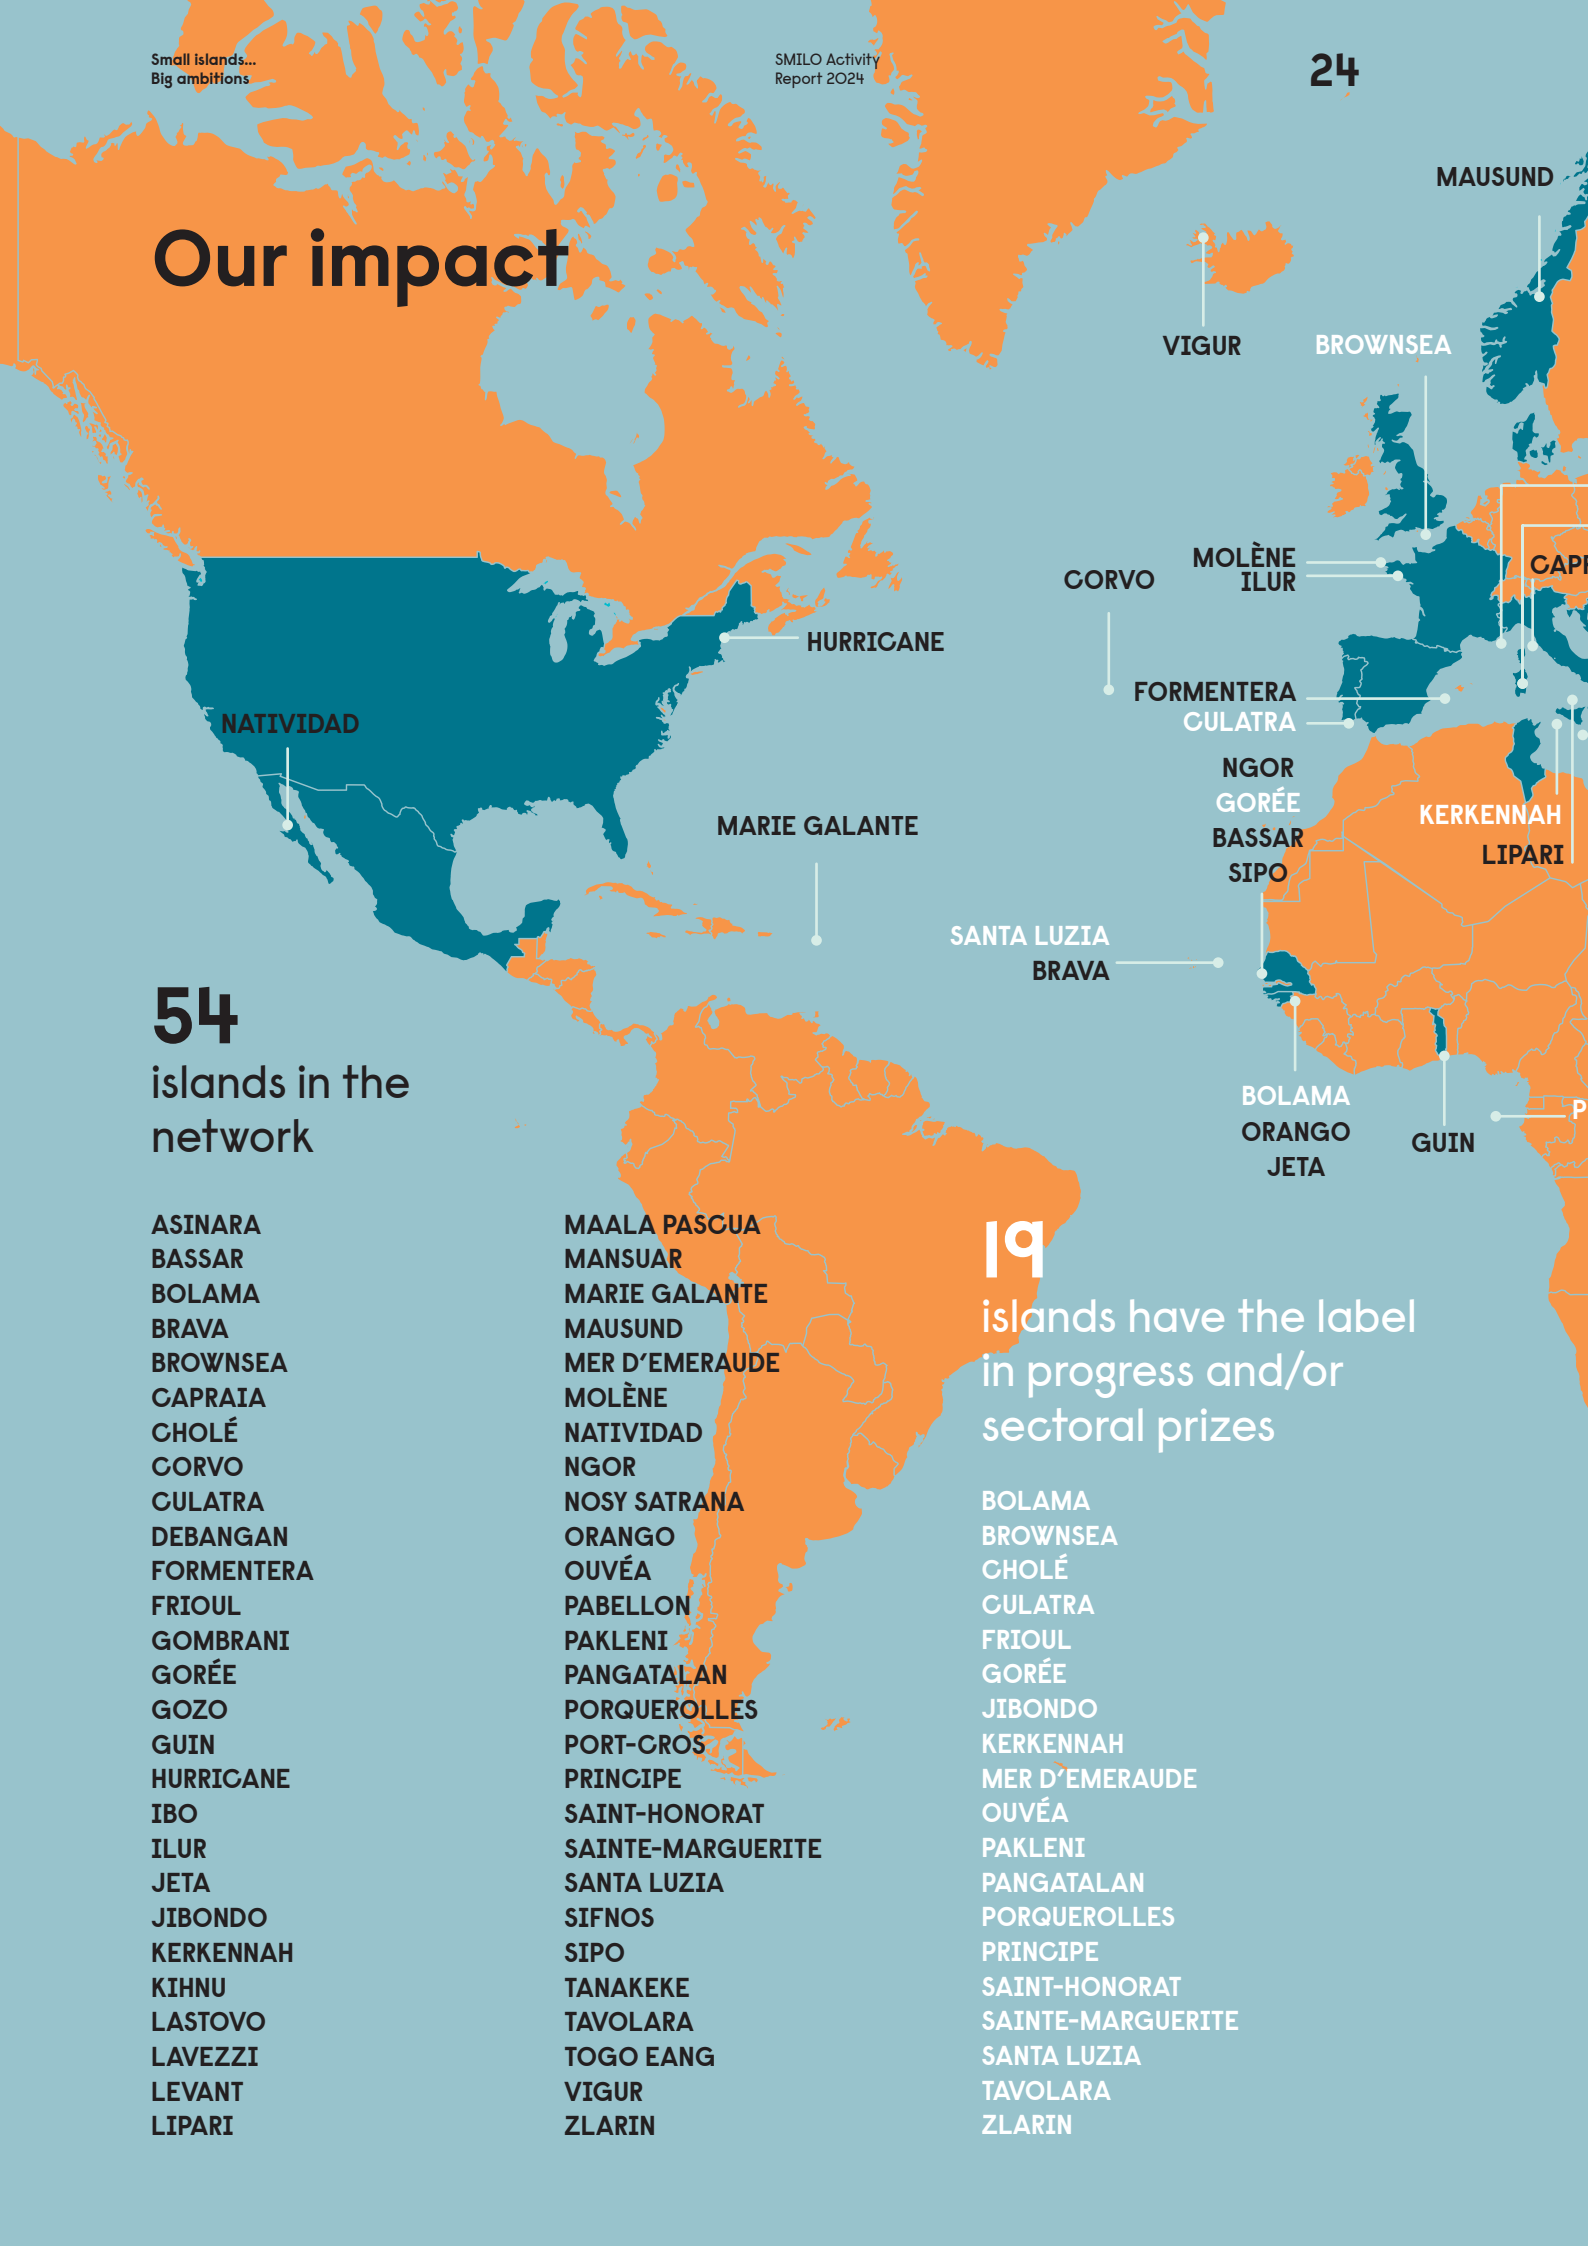 Small islands...
Big ambitions
SMILO Activity
Report 2024
24
Our impact
MAUSUND
VIGUR
BROWNSEA
MOLÈNE
ILUR
CORVO
CAPR
HURRICANE
FORMENTERA
CULATRA
NATIVIDAD
NGOR
GORÉE
BASSAR
SIPO
MARIE GALANTE
KERKENNAH
LIPARI
SANTA LUZIA
BRAVA
BOLAMA
ORANGO
JETA
GUIN
P
54
islands in the
network
ASINARA
BASSAR
BOLAMA
BRAVA
BROWNSEA
CAPRAIA
CHOLÉ
CORVO
CULATRA
DEBANGAN
FORMENTERA
FRIOUL
GOMBRANI
GORÉE
GOZO
GUIN
HURRICANE
IBO
ILUR
JETA
JIBONDO
KERKENNAH
KIHNU
LASTOVO
LAVEZZI
LEVANT
LIPARI
MAALA PASCUA
MANSUAR
MARIE GALANTE
MAUSUND
MER D'EMERAUDE
MOLÈNE
NATIVIDAD
NGOR
NOSY SATRANA
ORANGO
OUVÉA
PABELLON
PAKLENI
PANGATALAN
PORQUEROLLES
PORT-CROS
PRINCIPE
SAINT-HONORAT
SAINTE-MARGUERITE
SANTA LUZIA
SIFNOS
SIPO
TANAKEKE
TAVOLARA
TOGO EANG
VIGUR
ZLARIN
19
islands have the label
in progress and/or
sectoral prizes
BOLAMA
BROWNSEA
CHOLÉ
CULATRA
FRIOUL
GORÉE
JIBONDO
KERKENNAH
MER D'EMERAUDE
OUVÉA
PAKLENI
PANGATALAN
PORQUEROLLES
PRINCIPE
SAINT-HONORAT
SAINTE-MARGUERITE
SANTA LUZIA
TAVOLARA
ZLARIN